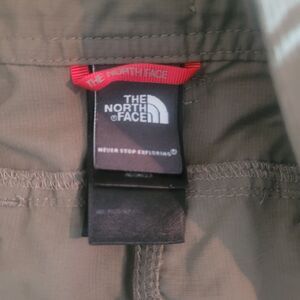 THE NORTH FACE
THE
NORTH
FACE
NEVER STOP EXPLORING